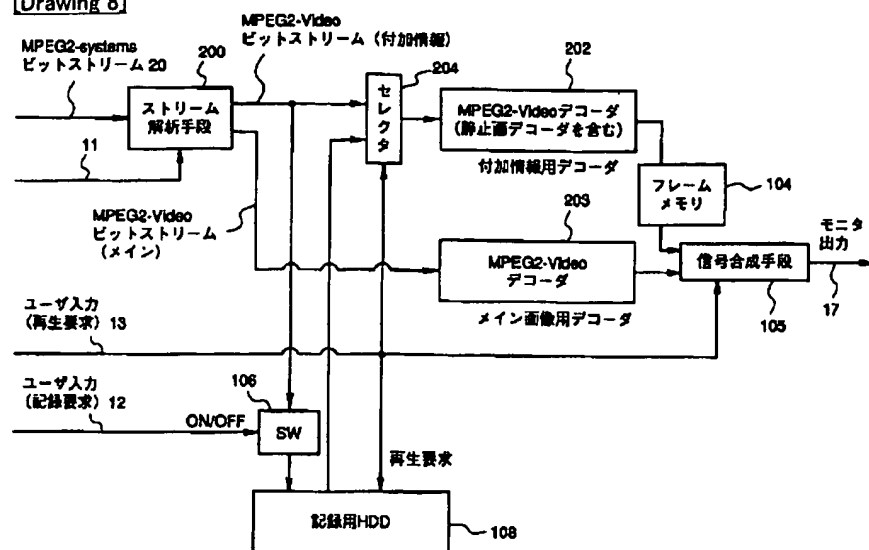 [Drawing 8]
MPEG2-systems
ビットストリーム 20
200
MPEG2-Video
ビットストリーム (付加情報)
204
202
ストリーム
解析手段
セレクタ
MPEG2-Videoデコーダ
(静止画デコーダを含む)
付加情報用デコーダ
11
フレーム
メモリ
104
MPEG2-Video
ビットストリーム
(メイン)
203
MPEG2-Video
デコーダ
メイン画像用デコーダ
信号合成手段
105
モニタ
出力
17
ユーザ入力
(再生要求) 13
ユーザ入力
(記録要求) 12
ON/OFF
106
SW
再生要求
記録用HDD
108